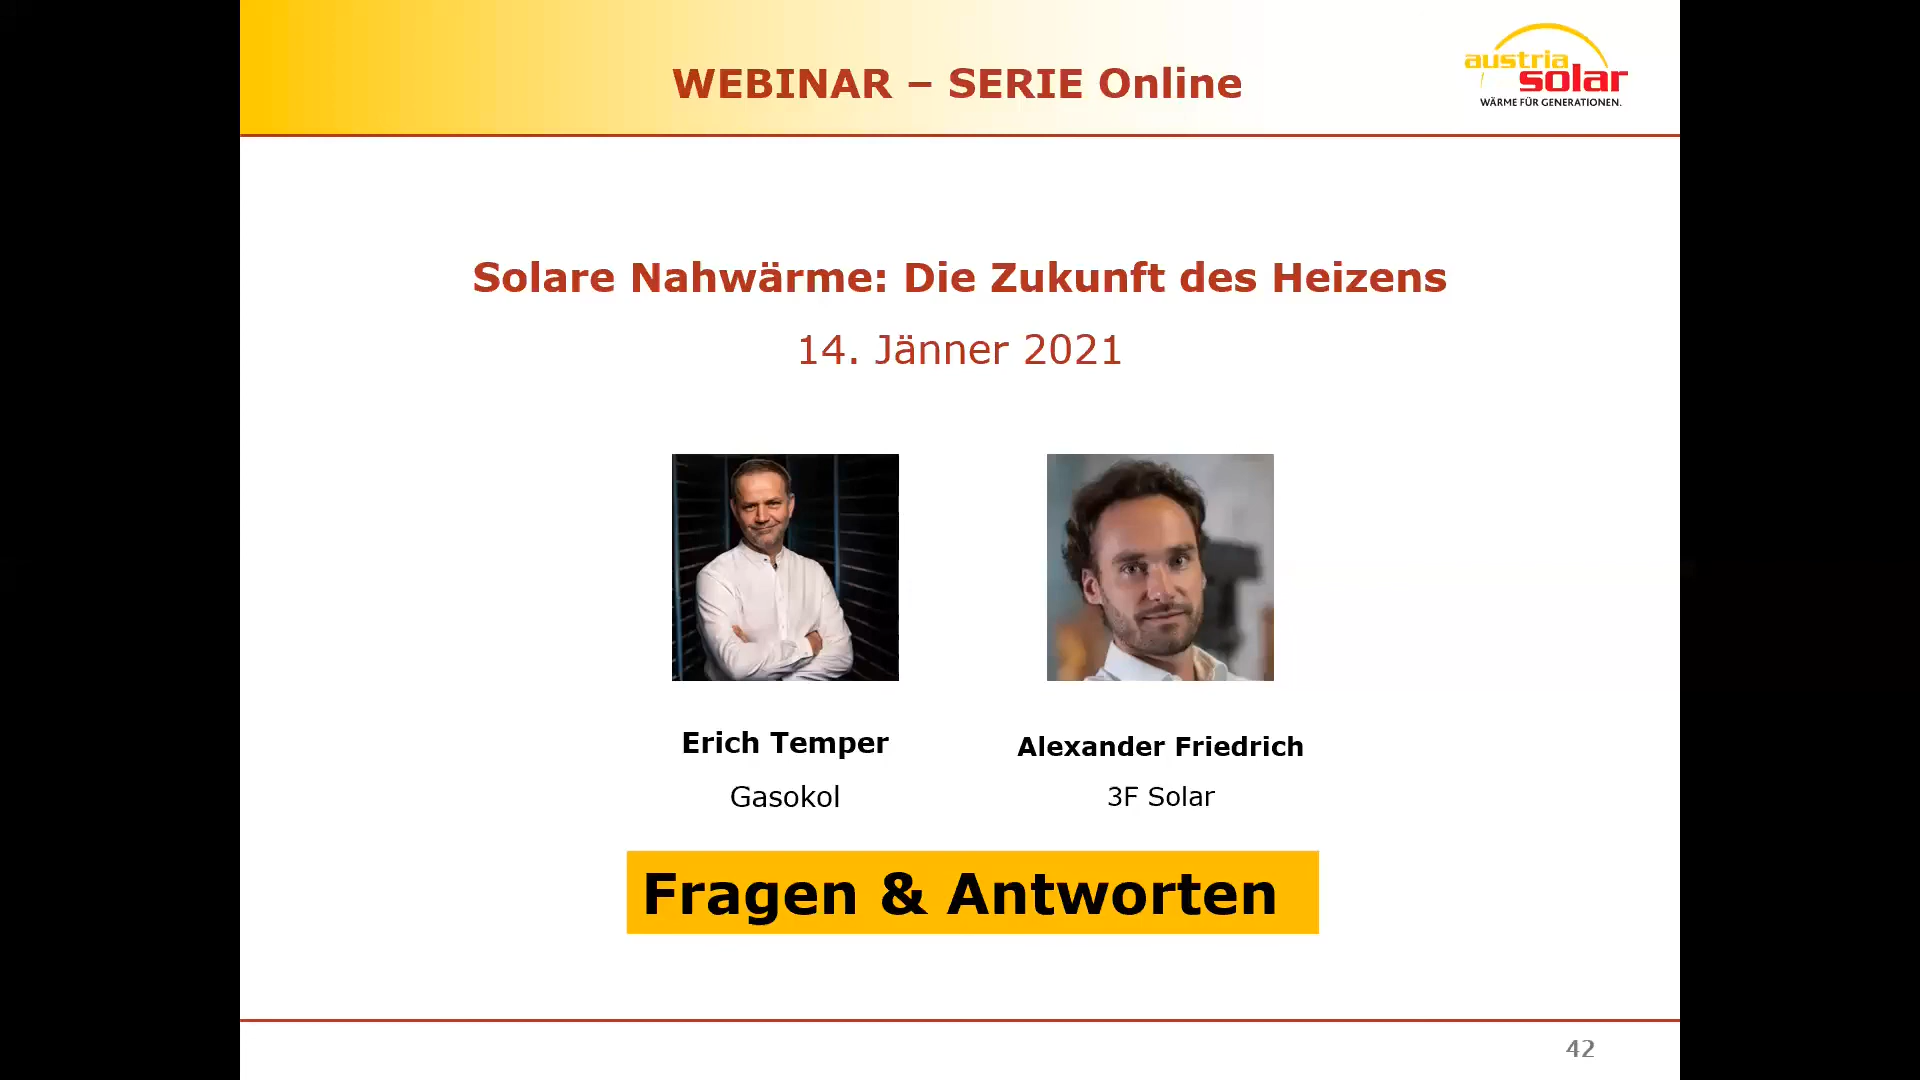 WEBINAR – SERIE Online
austria
solar
WÄRME FÜR GENERATIONEN.
Solare Nahwärme: Die Zukunft des Heizens
14. Jänner 2021
Erich Temper
Alexander Friedrich
Gasokol
3F Solar
Fragen & Antworten
42